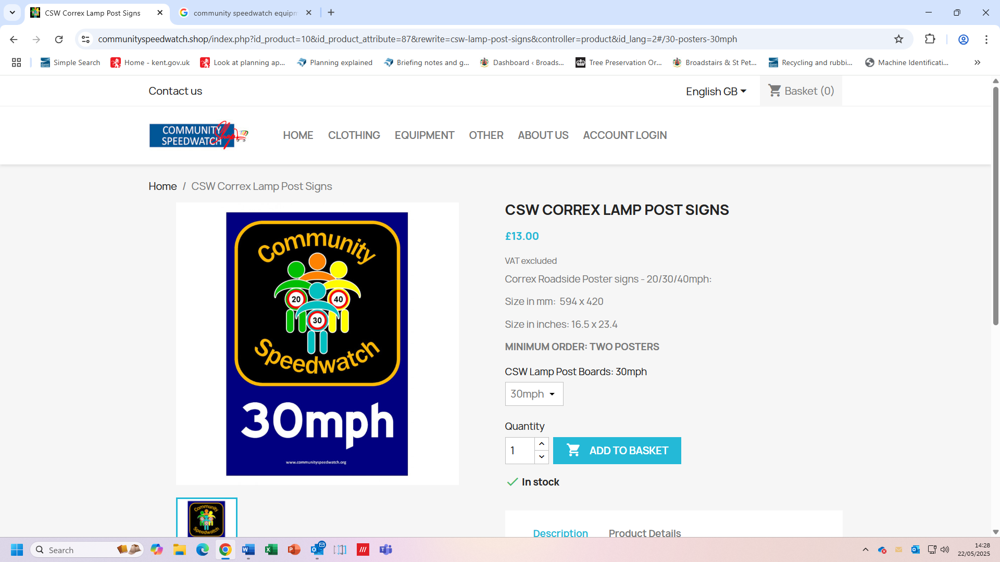 CSW Correx Lamp Post Signs
community speedwatch equipm
communityspeedwatch.shop/index.php?id_product=10&id_product_attribute=87&rewrite=csw-lamp-post-signs&controller=product&id_lang=2#/30-posters-30mph
Simple Search
Home - kent.gov.uk
Look at planning ap...
Planning explained
Briefing notes and g...
Dashboard ‹ Broads...
Tree Preservation Or...
Broadstairs & St Pet...
Recycling and rubbi...
Machine Identificati...
Contact us
English GB
Basket (0)
COMMUNITY
SPEEDWATCH
Shop
HOME
CLOTHING
EQUIPMENT
OTHER
ABOUT US
ACCOUNT LOGIN
Home / CSW Correx Lamp Post Signs
Community
20
40
30
Speedwatch
30mph
www.communityspeedwatch.org
CSW CORREX LAMP POST SIGNS
£13.00
VAT excluded
Correx Roadside Poster signs - 20/30/40mph:
Size in mm: 594 x 420
Size in inches: 16.5 x 23.4
MINIMUM ORDER: TWO POSTERS
CSW Lamp Post Boards: 30mph
30mph
Quantity
1
ADD TO BASKET
In stock
Community
Speedwatch
Description
Product Details
Search
14:28
22/05/2025